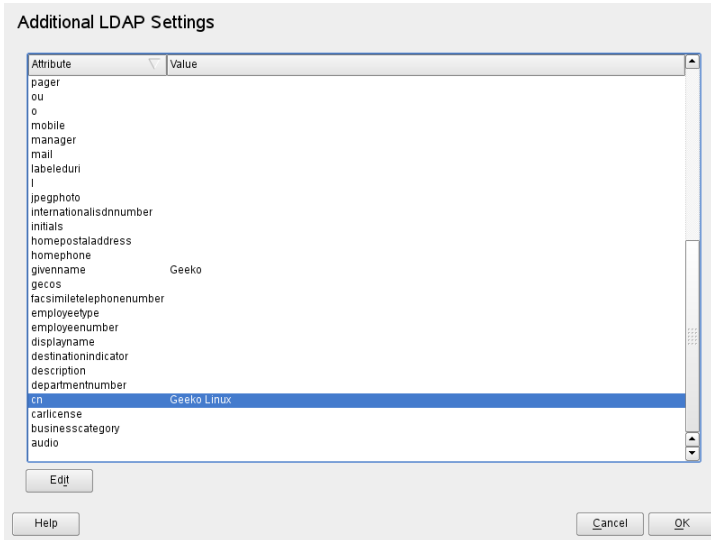 Additional LDAP Settings
Attribute Value
pager
ou
o
mobile
manager
mail
labeleduri
l
jpegphoto
internationalisdnnumber
initials
homepostaladdress
homephone
givenname Geeko
gecos
facsimiletelephonenumber
employeetype
employeenumber
displayname
destinationindicator
description
departmentnumber
cn Geeko Linux
carlicense
businesscategory
audio
Edit
Help Cancel OK